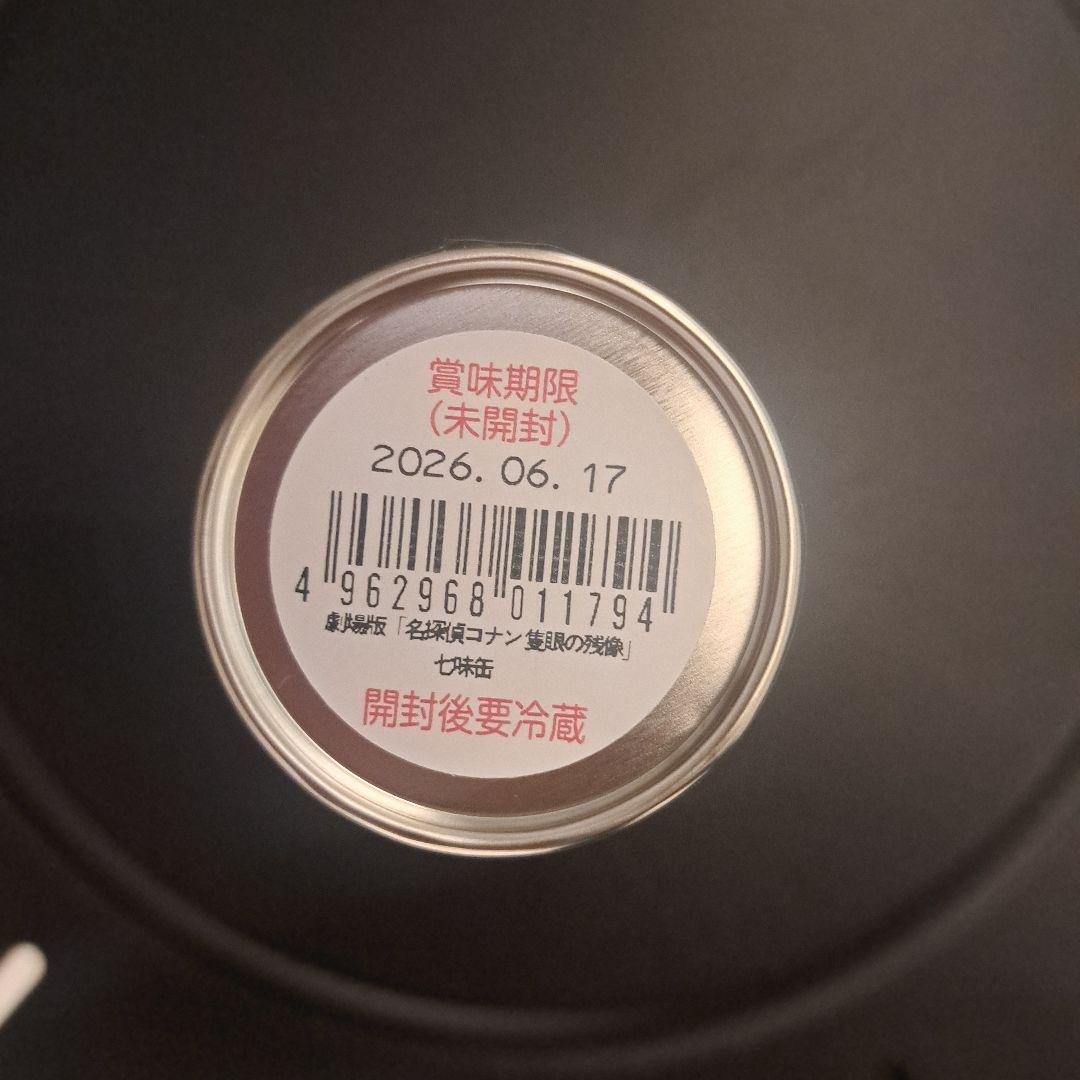 賞味期限
(未開封)
2026. 06. 17
4 962968 011794
劇場版「名探偵コナン 隻眼の残像」
七味缶
開封後要冷蔵